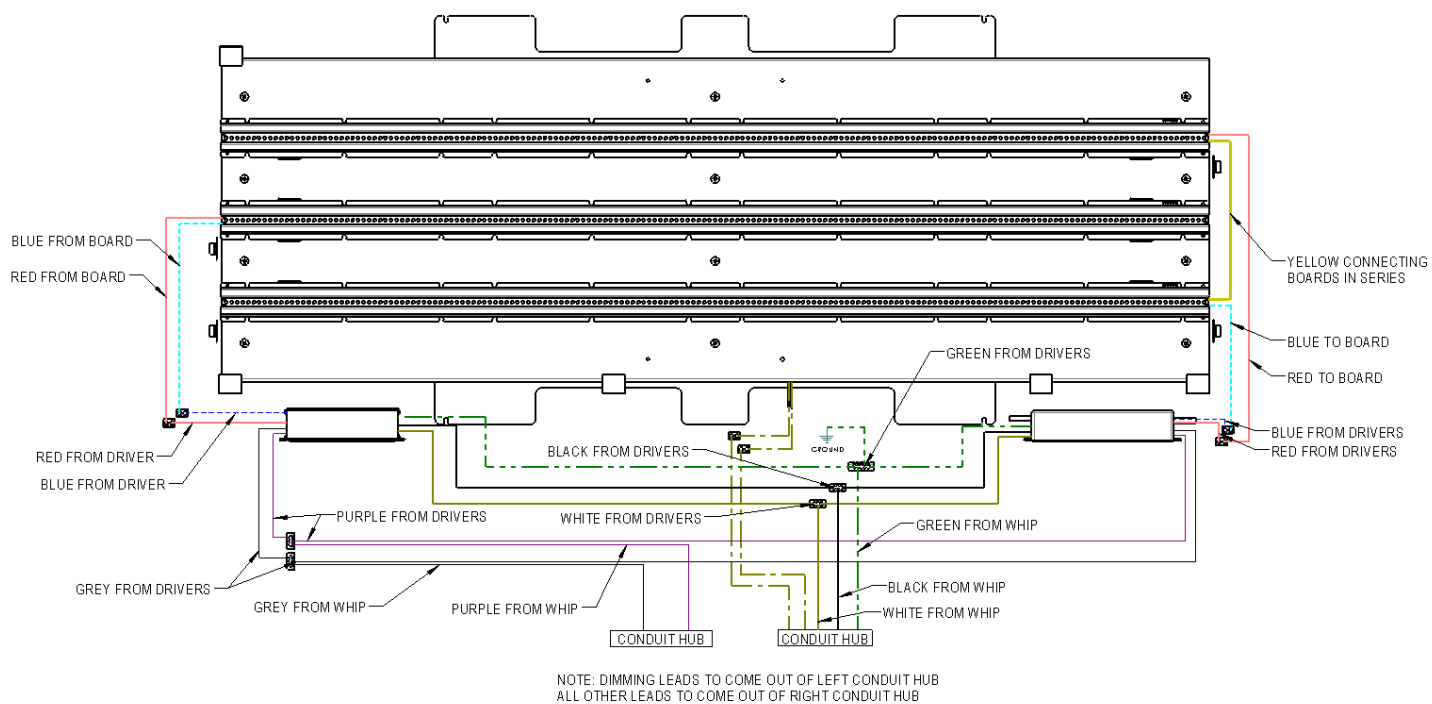 BLUE FROM BOARD
RED FROM BOARD
YELLOW CONNECTING
BOARDS IN SERIES
BLUE TO BOARD
GREEN FROM DRIVERS
RED TO BOARD
GROUND
BLUE FROM DRIVERS
RED FROM DRIVERS
BLACK FROM DRIVERS
RED FROM DRIVER
BLUE FROM DRIVER
PURPLE FROM DRIVERS
WHITE FROM DRIVERS
GREEN FROM WHIP
GREY FROM DRIVERS
GREY FROM WHIP
PURPLE FROM WHIP
BLACK FROM WHIP
WHITE FROM WHIP
CONDUIT HUB
CONDUIT HUB
NOTE: DIMMING LEADS TO COME OUT OF LEFT CONDUIT HUB
ALL OTHER LEADS TO COME OUT OF RIGHT CONDUIT HUB